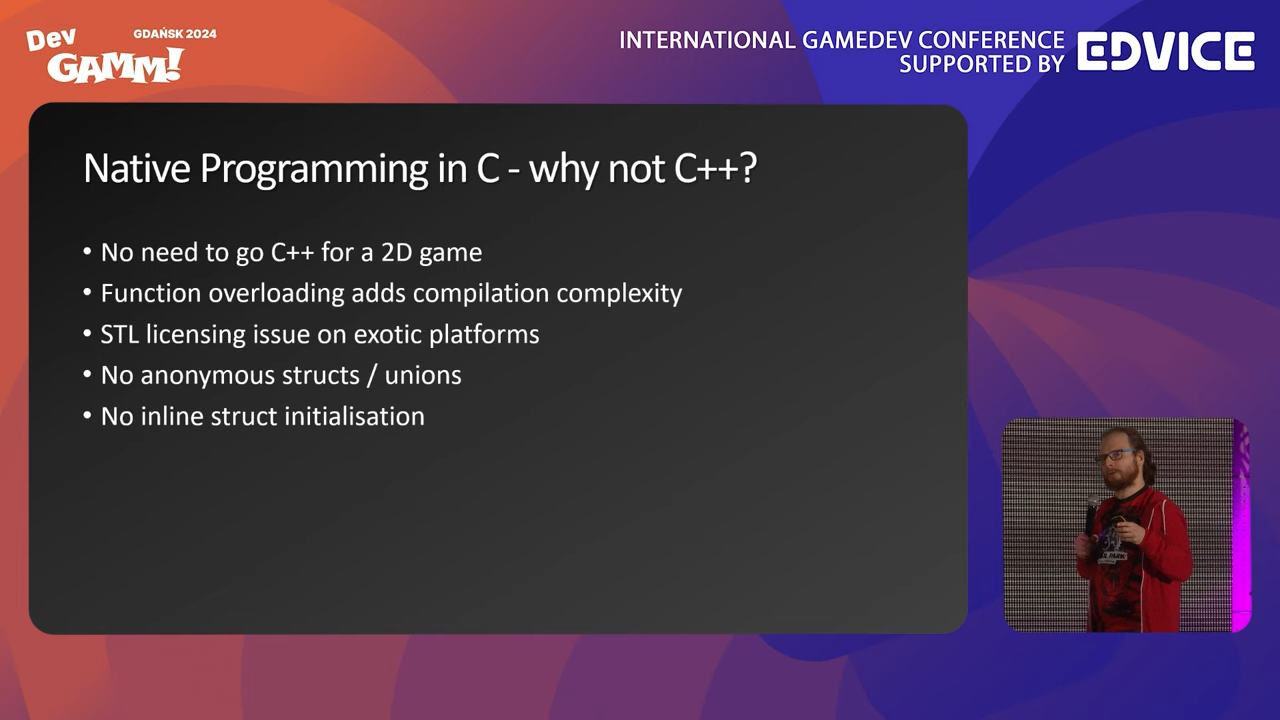 Dev
GAMM!
GDAŃSK 2024
INTERNATIONAL GAMEDEV CONFERENCE
SUPPORTED BY
EDVICE
Native Programming in C - why not C++?
• No need to go C++ for a 2D game
• Function overloading adds compilation complexity
• STL licensing issue on exotic platforms
• No anonymous structs / unions
• No inline struct initialisation